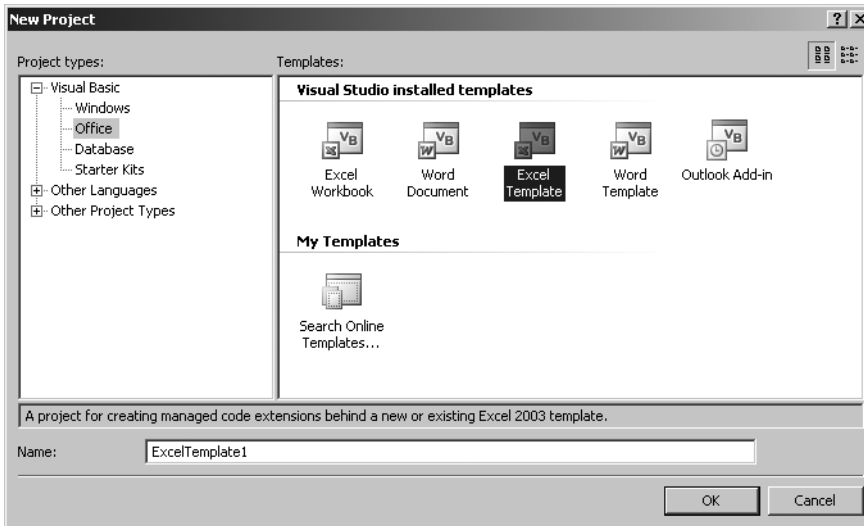 New Project
Project types:
Templates:
Visual Basic
Windows
Office
Database
Starter Kits
Other Languages
Other Project Types
Visual Studio installed templates
Excel
Workbook
Word
Document
Excel
Template
Word
Template
Outlook Add-in
My Templates
Search Online
Templates...
A project for creating managed code extensions behind a new or existing Excel 2003 template.
Name:
ExcelTemplate1
OK
Cancel